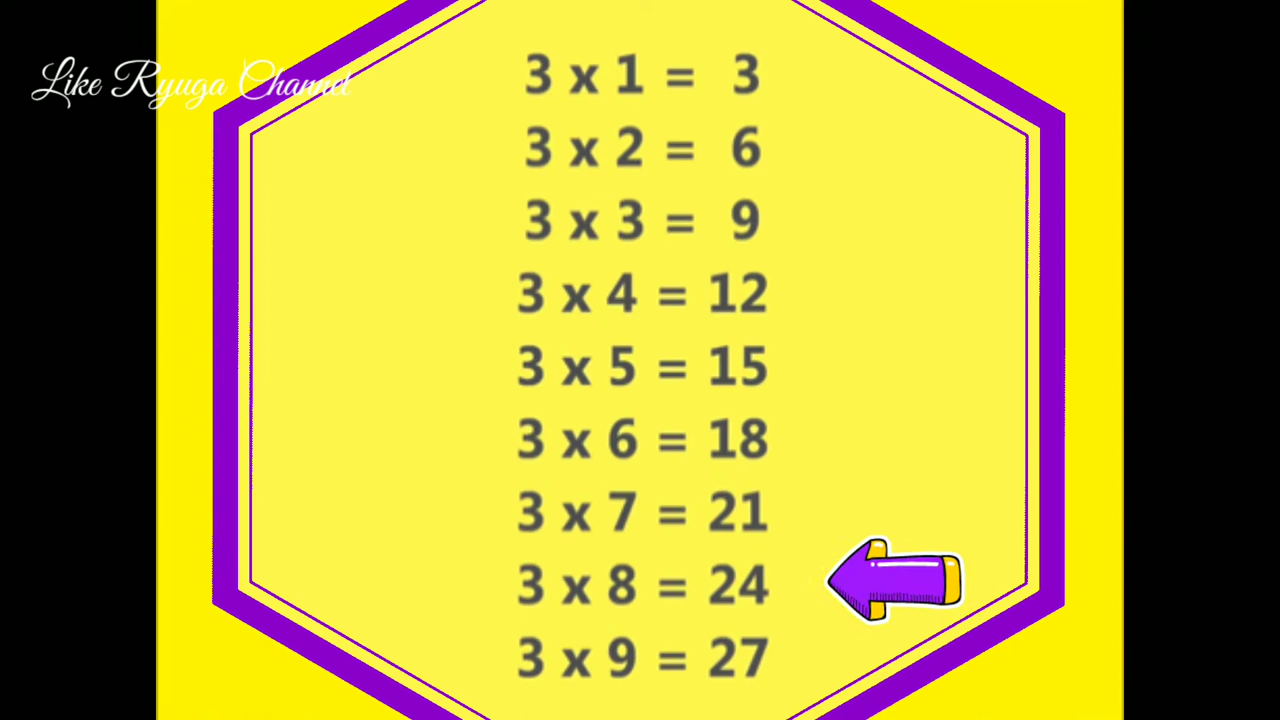 Like Ryuga Channel
3 x 1 = 3
3 x 2 = 6
3 x 3 = 9
3 x 4 = 12
3 x 5 = 15
3 x 6 = 18
3 x 7 = 21
3 x 8 = 24
3 x 9 = 27